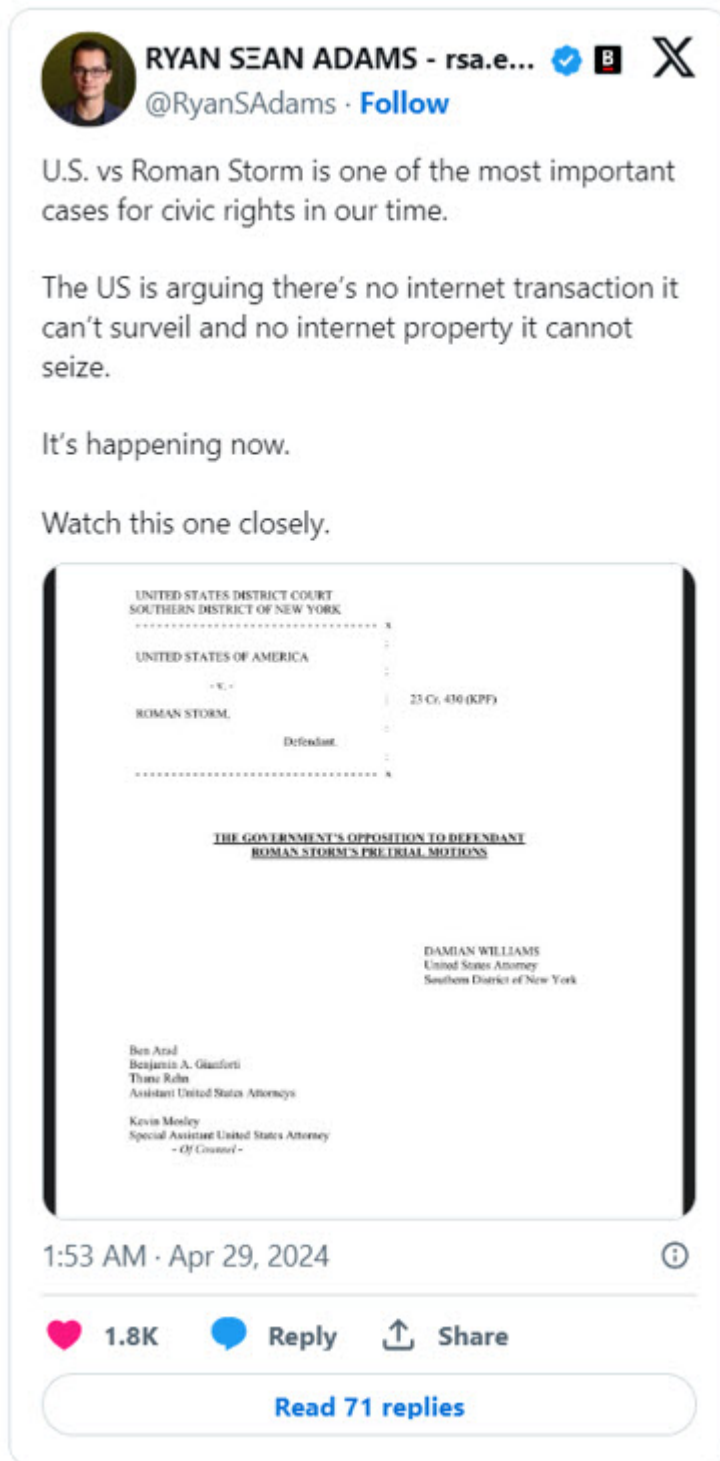 RYAN SΞAN ADAMS - rsa.e...
@RyanSAdams · Follow
U.S. vs Roman Storm is one of the most important
cases for civic rights in our time.
The US is arguing there's no internet transaction it
can't surveil and no internet property it cannot
seize.
It's happening now.
Watch this one closely.
UNITED STATES DISTRICT COURT
SOUTHERN DISTRICT OF NEW YORK
UNITED STATES OF AMERICA
- v. -
23 Cr. 430 (KPF)
ROMAN STORM,
Defendant.
THE GOVERNMENT'S OPPOSITION TO DEFENDANT
ROMAN STORM'S PRETRIAL MOTIONS
DAMIAN WILLIAMS
United States Attorney
Southern District of New York
Ben Arad
Benjamin A. Gianforti
Thane Rehn
Assistant United States Attorneys
Kevin Mosley
Special Assistant United States Attorney
- Of Counsel -
1:53 AM · Apr 29, 2024
1.8K Reply Share
Read 71 replies